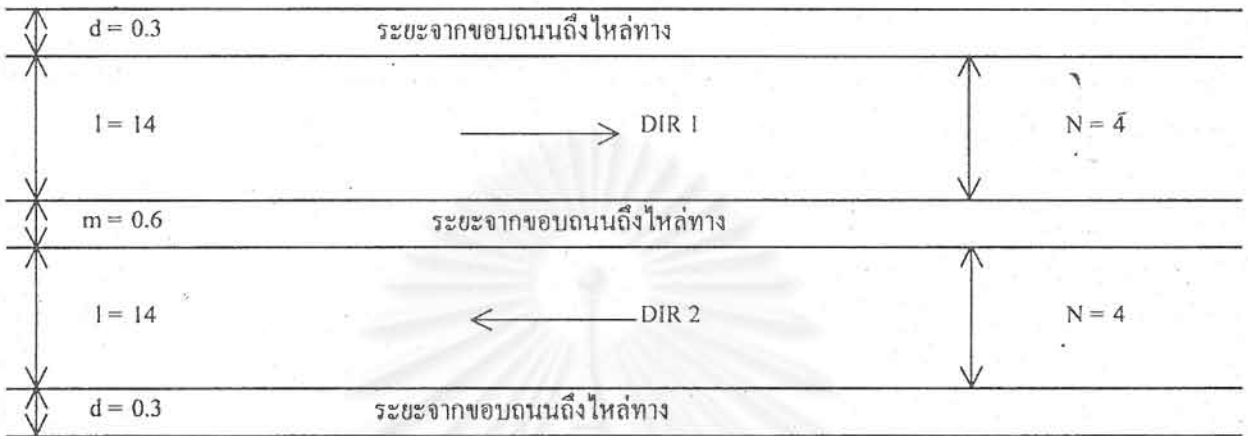 d = 0.3 ระยะจากขอบถนนถึงไหล่ทาง
l = 14 DIR 1 N = 4
m = 0.6 ระยะจากขอบถนนถึงไหล่ทาง
l = 14 DIR 2 N = 4
d = 0.3 ระยะจากขอบถนนถึงไหล่ทาง